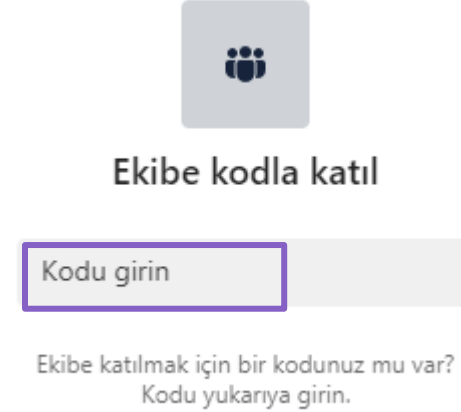 Ekibe kodla katıl
Kodu girin
Ekibe katılmak için bir kodunuz mu var?
Kodu yukarıya girin.